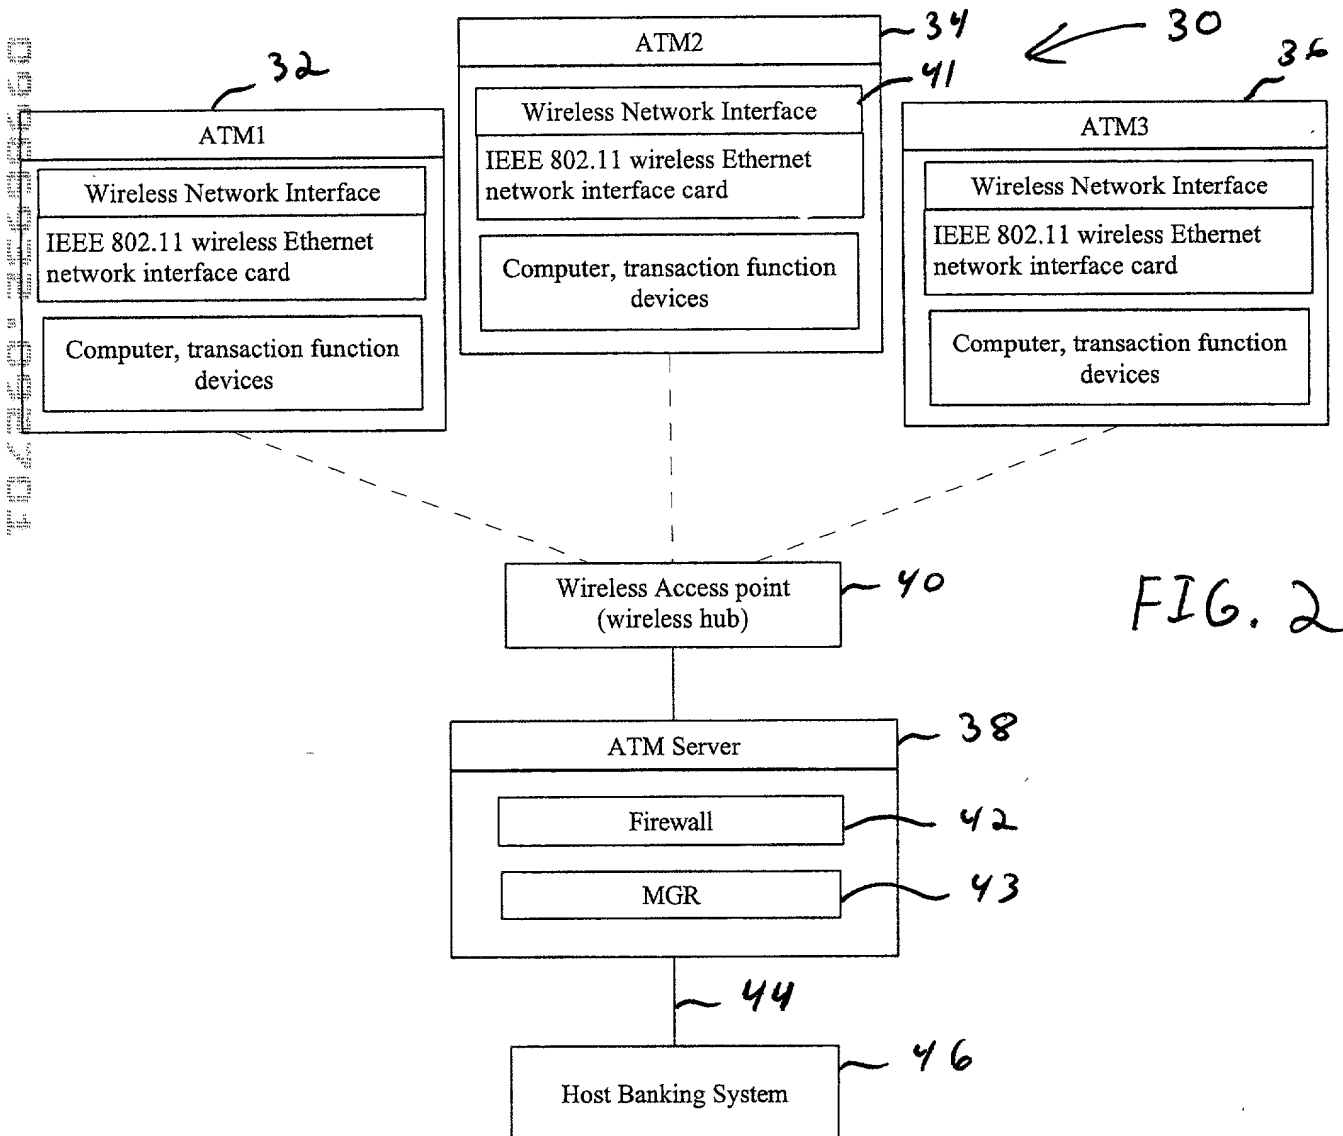 34
30
ATM2
32
41
36
Wireless Network Interface
ATM1
ATM3
IEEE 802.11 wireless Ethernet
network interface card
Wireless Network Interface
Wireless Network Interface
IEEE 802.11 wireless Ethernet
network interface card
IEEE 802.11 wireless Ethernet
network interface card
Computer, transaction function
devices
Computer, transaction function
devices
Computer, transaction function
devices
Wireless Access point
(wireless hub)
40
FIG. 2
ATM Server
38
Firewall
42
MGR
43
44
Host Banking System
46